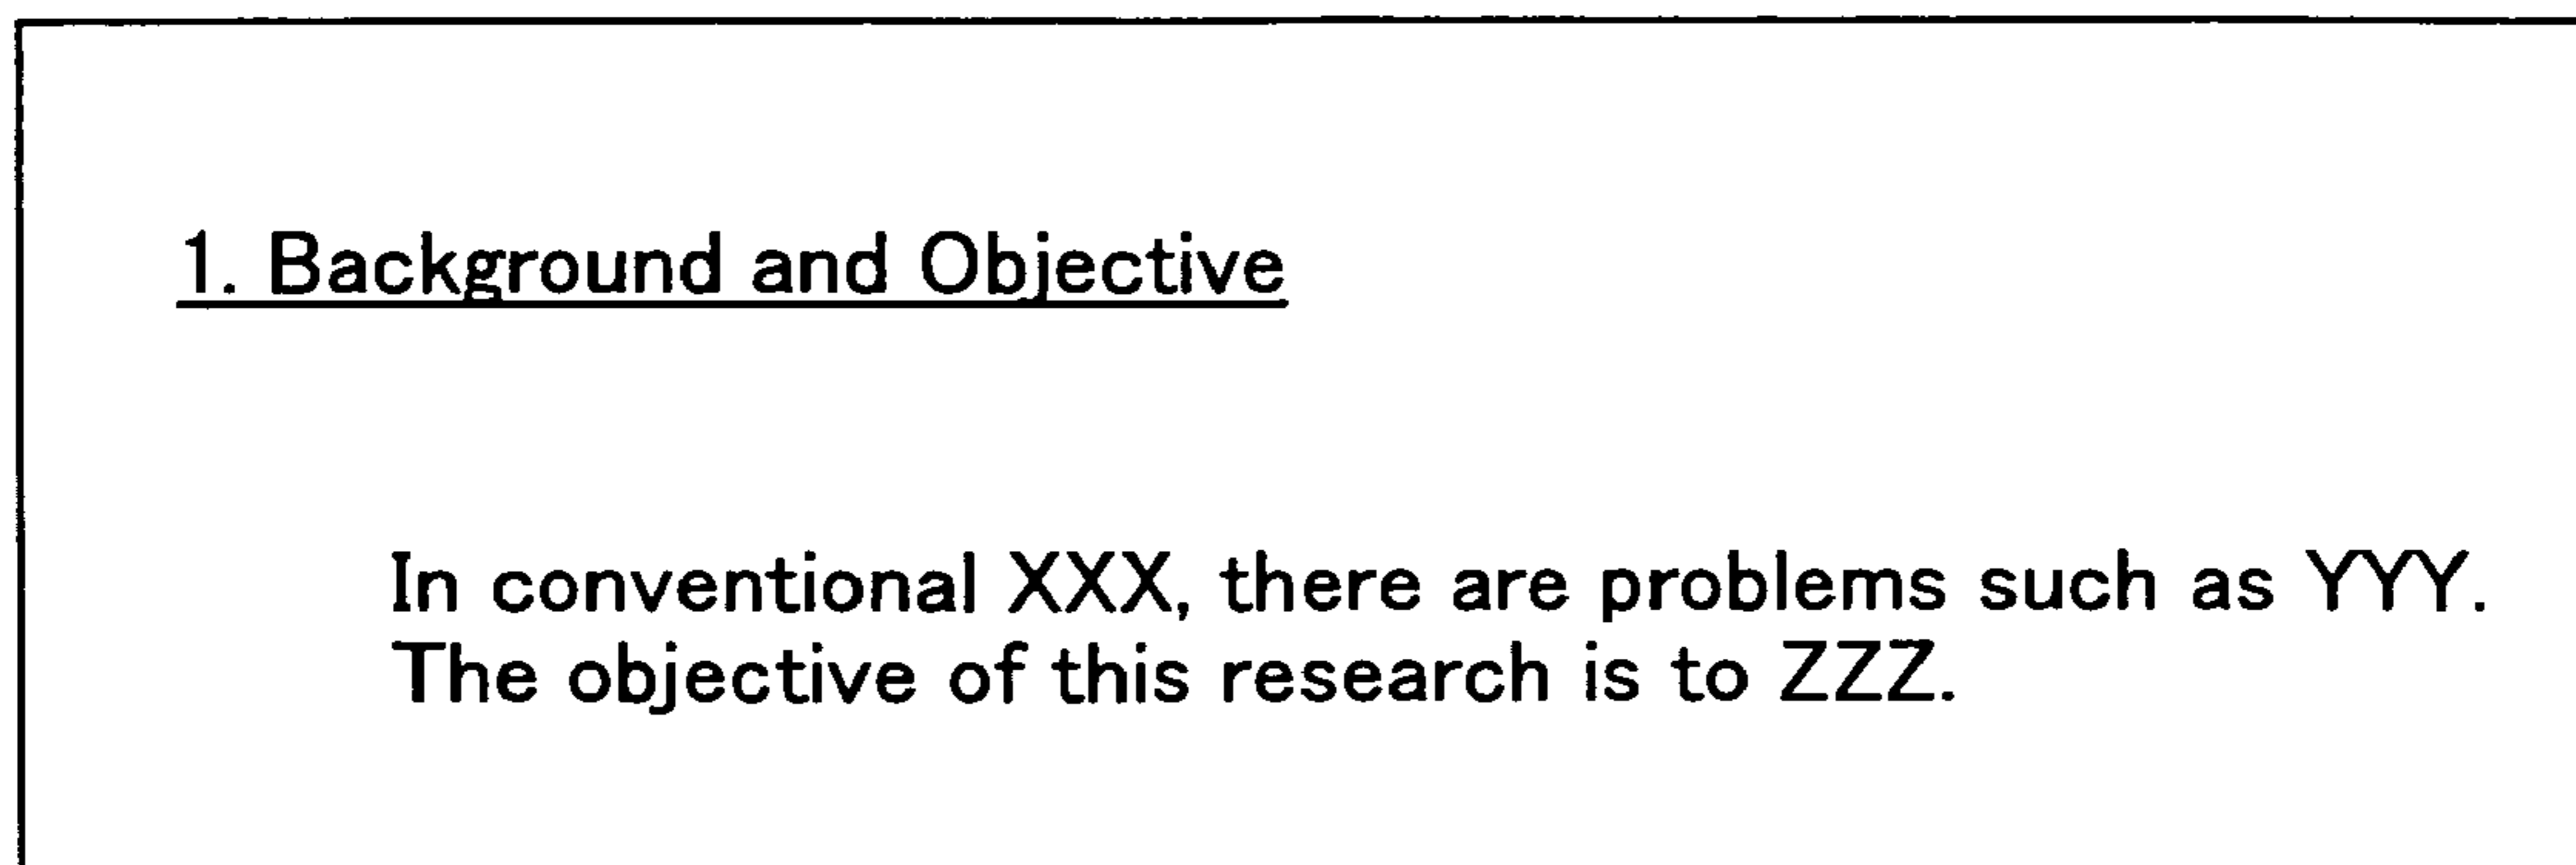 1. Background and Objective
In conventional XXX, there are problems such as YYY.
The objective of this research is to ZZZ.